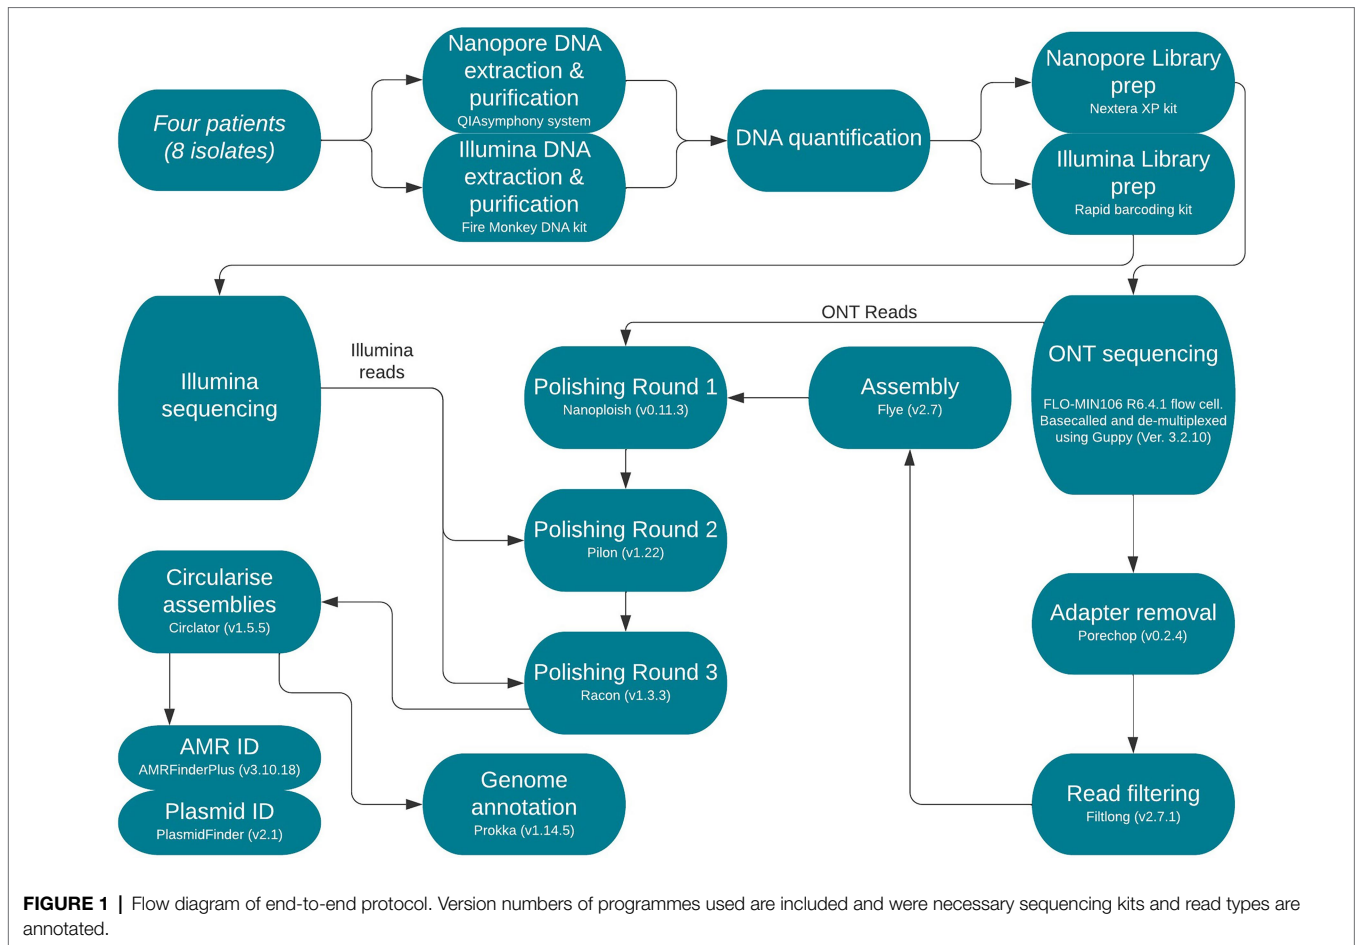 Four patients
(8 isolates)
Nanopore DNA
extraction &
purification
QIAsymphony system
Illumina DNA
extraction &
purification
Fire Monkey DNA kit
DNA quantification
Nanopore Library
prep
Nextera XP kit
Illumina Library
prep
Rapid barcoding kit
Illumina
sequencing
Illumina
reads
ONT Reads
Polishing Round 1
Nanoploish (v0.11.3)
Assembly
Flye (v2.7)
ONT sequencing
FLO-MIN106 R6.4.1 flow cell.
Basecalled and de-multiplexed
using Guppy (Ver. 3.2.10)
Polishing Round 2
Pilon (v1.22)
Circularise
assemblies
Circlator (v1.5.5)
Adapter removal
Porechop (v0.2.4)
Polishing Round 3
Racon (v1.3.3)
AMR ID
AMRFinderPlus (v3.10.18)
Plasmid ID
PlasmidFinder (v2.1)
Genome
annotation
Prokka (v1.14.5)
Read filtering
Filtlong (v2.7.1)
FIGURE 1 | Flow diagram of end-to-end protocol. Version numbers of programmes used are included and were necessary sequencing kits and read types are
annotated.